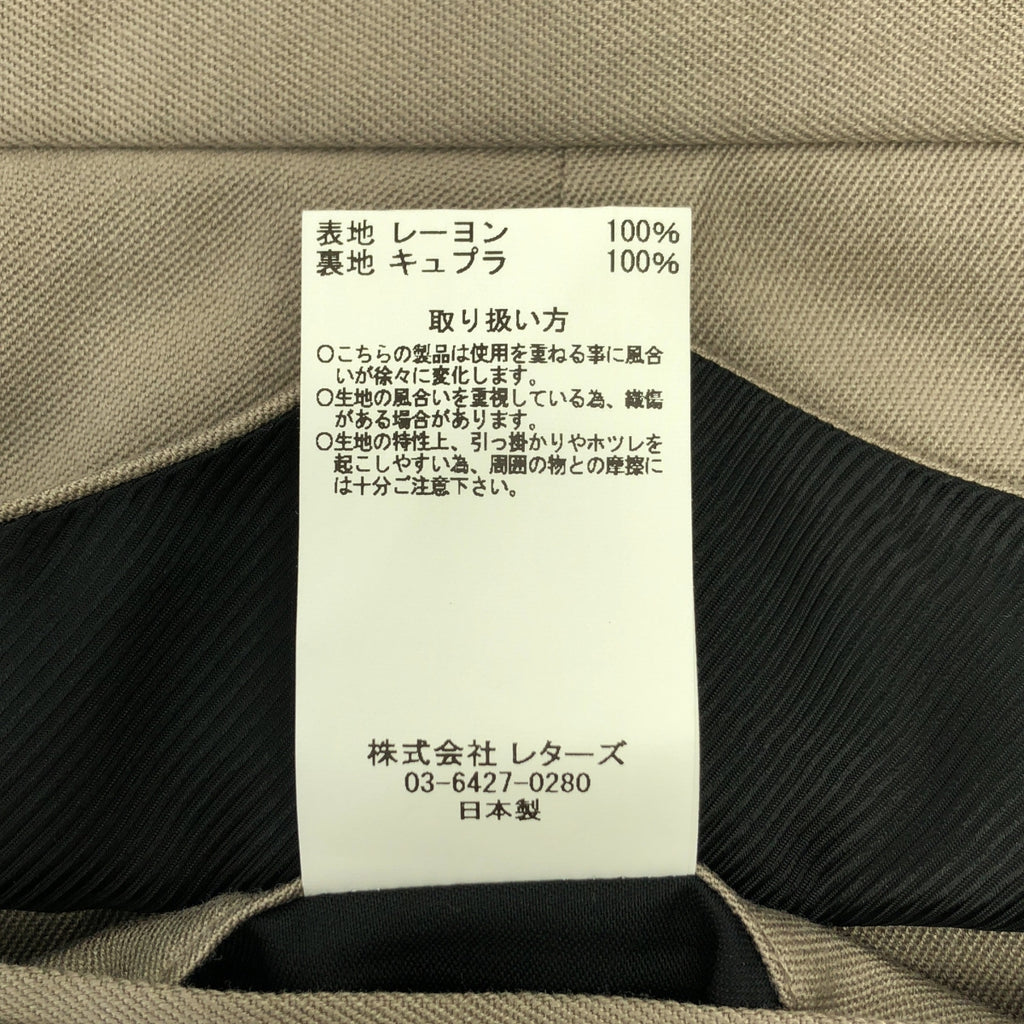 表地 レーヨン 100%
裏地 キュプラ 100%
取り扱い方
○こちらの製品は使用を重ねる事に風合
いが徐々に変化します。
○生地の風合いを重視している為、織傷
がある場合があります。
○生地の特性上、引っ掛かりやホツレを
起こしやすい為、周囲の物との摩擦に
は十分ご注意下さい。
株式会社 レターズ
03-6427-0280
日本製